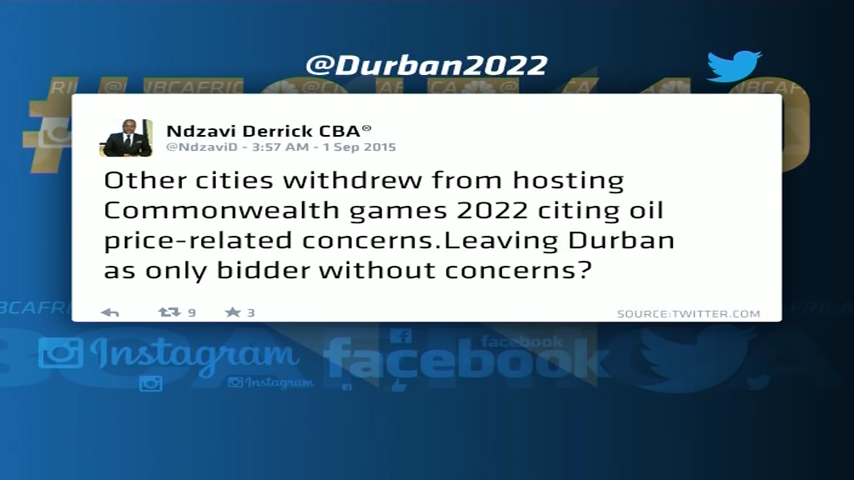 @Durban2022
Ndzavi Derrick CBA®
@NdzaviD - 3:57 AM - 1 Sep 2015
Other cities withdrew from hosting
Commonwealth games 2022 citing oil
price-related concerns.Leaving Durban
as only bidder without concerns?
9
3
SOURCE:TWITTER.COM
Instagram
facebook
facebook
Instagram